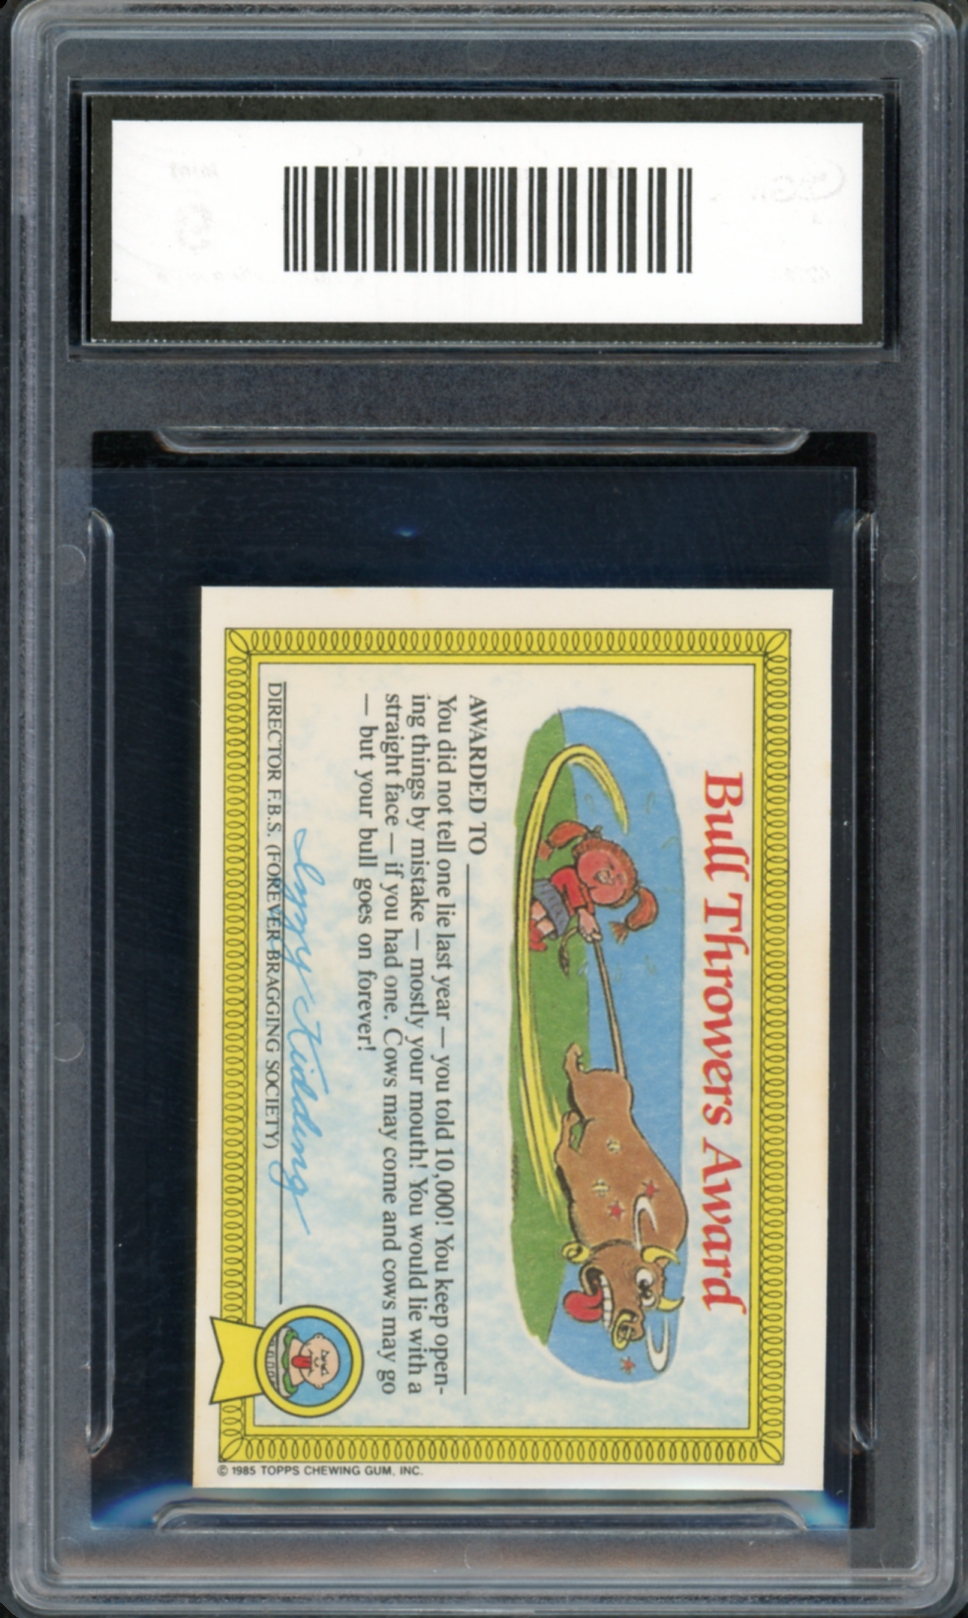 Bull Throwers Award
AWARDED TO
You did not tell one lie last year — you told 10,000! You keep open-
ing things by mistake — mostly your mouth! You would lie with a
straight face — if you had one. Cows may come and cows may go
— but your bull goes on forever!
Izzy Kidding
DIRECTOR F.B.S. (FOREVER BRAGGING SOCIETY)
© 1985 TOPPS CHEWING GUM, INC.